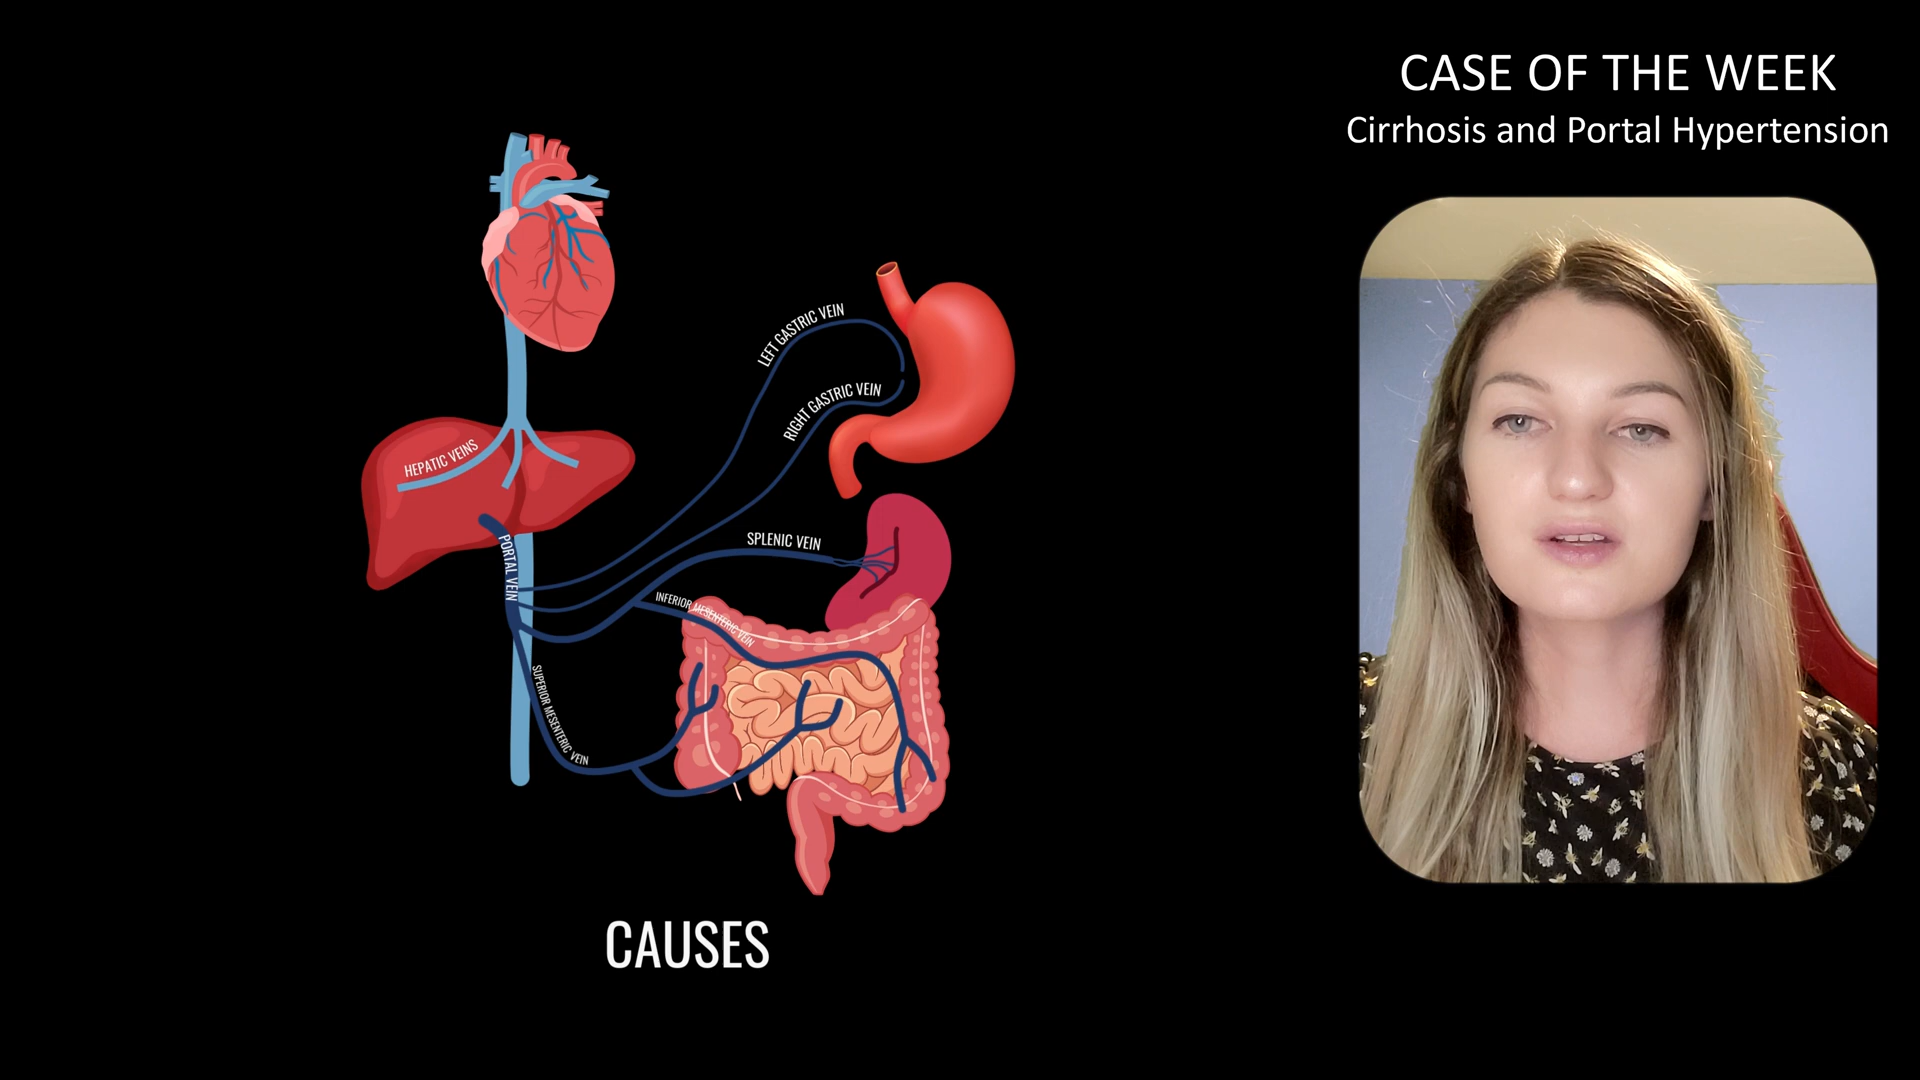 CASE OF THE WEEK
Cirrhosis and Portal Hypertension
LEFT GASTRIC VEIN
RIGHT GASTRIC VEIN
HEPATIC VEINS
PORTAL VEIN
SPLENIC VEIN
INFERIOR MESENTERIC VEIN
SUPERIOR MESENTERIC VEIN
CAUSES